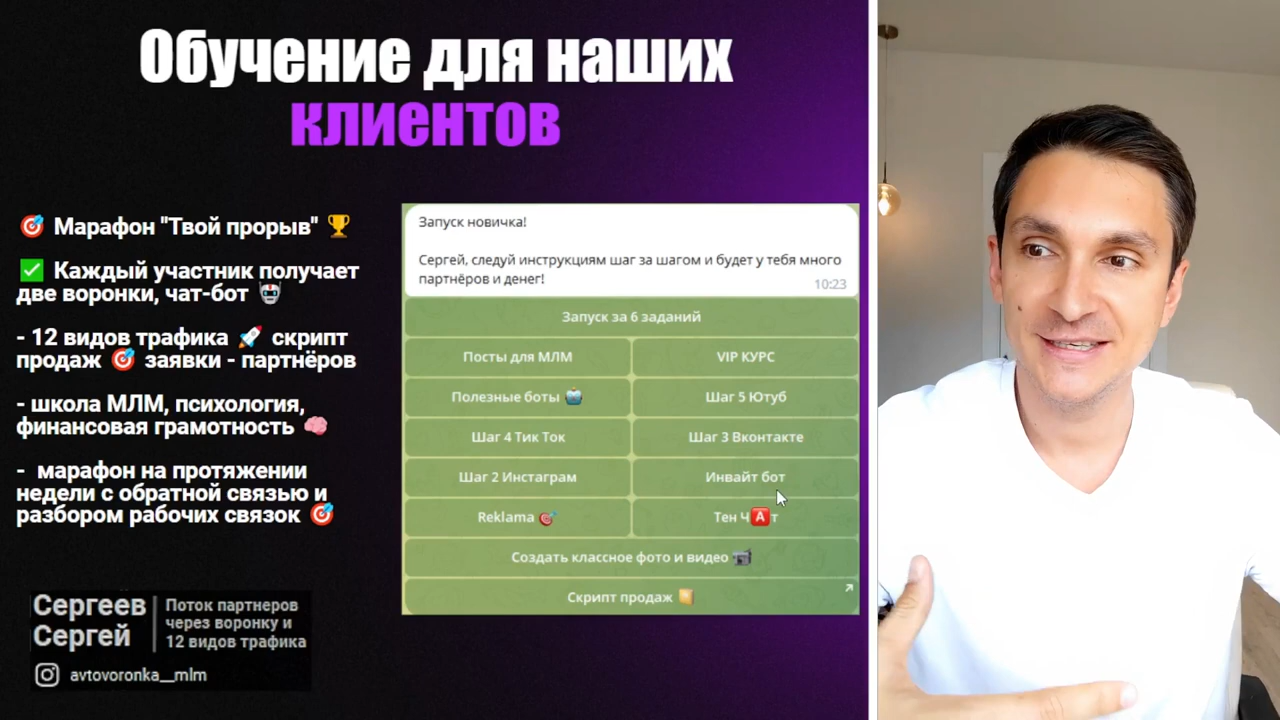 Обучение для наших
клиентов
🎯 Марафон "Твой прорыв" 🏆
✅ Каждый участник получает
две воронки, чат-бот 🤖
- 12 видов трафика 🚀 скрипт
продаж 🎯 заявки - партнёров
- школа МЛМ, психология,
финансовая грамотность 🧠
- марафон на протяжении
недели с обратной связью и
разбором рабочих связок 🎯
Сергеев
Сергей
Поток партнеров
через воронку и
12 видов трафика
avtovoronka__mlm
Запуск новичка!
Сергей, следуй инструкциям шаг за шагом и будет у тебя много
партнёров и денег!
10:23
Запуск за 6 заданий
Посты для МЛМ
VIP КУРС
Полезные боты 🤖
Шаг 5 Ютуб
Шаг 4 Тик Ток
Шаг 3 Вконтакте
Шаг 2 Инстаграм
Инвайт бот
Reklama 🎯
Тен Ч🅰️т
Создать классное фото и видео 📹
Скрипт продаж